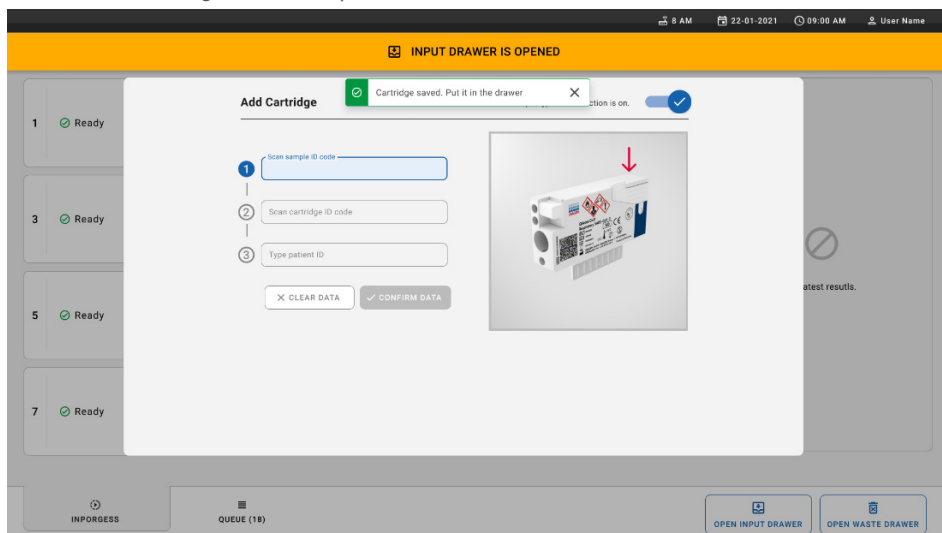 8 AM 22-01-2021 09:00 AM User Name
INPUT DRAWER IS OPENED
Cartridge saved. Put it in the drawer
Add Cartridge
ction is on.
1 Ready
Scan sample ID code
1
2 Scan cartridge ID code
3 Ready
3 Type patient ID
CLEAR DATA CONFIRM DATA
atest resutls.
5 Ready
7 Ready
INPORGESS
QUEUE (18)
OPEN INPUT DRAWER
OPEN WASTE DRAWER